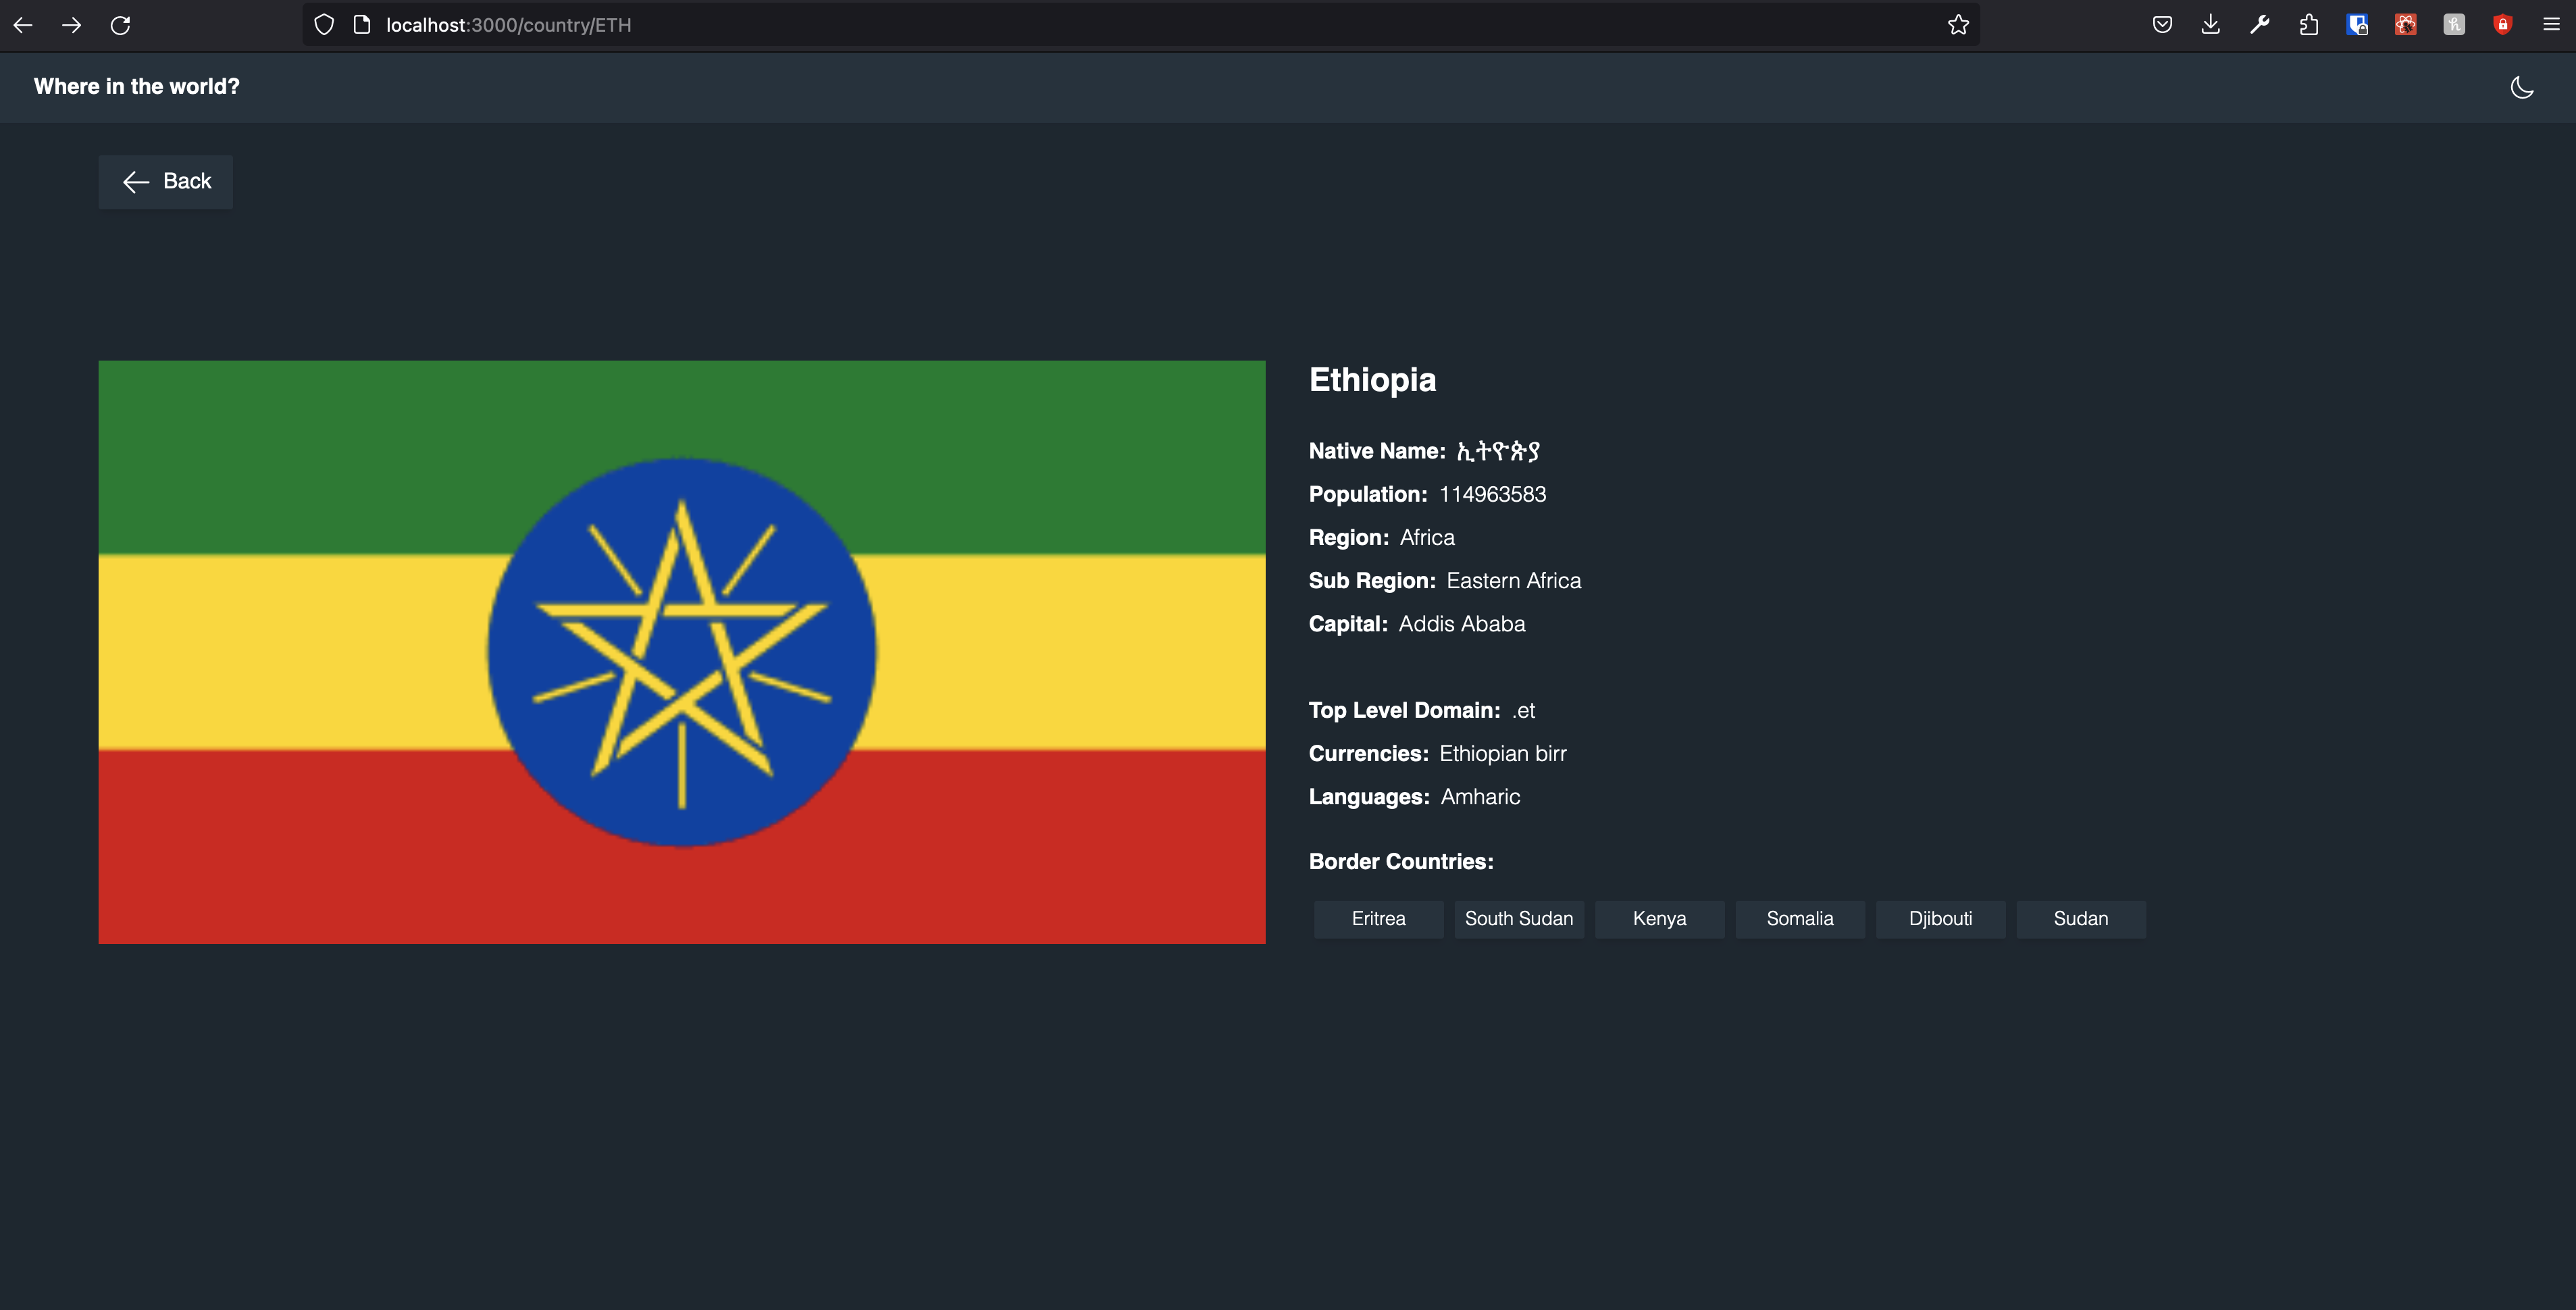 localhost:3000/country/ETH
Where in the world?
Back
Ethiopia
Native Name: ኢትዮጵያ
Population: 114963583
Region: Africa
Sub Region: Eastern Africa
Capital: Addis Ababa
Top Level Domain: .et
Currencies: Ethiopian birr
Languages: Amharic
Border Countries:
Eritrea South Sudan Kenya Somalia Djibouti Sudan